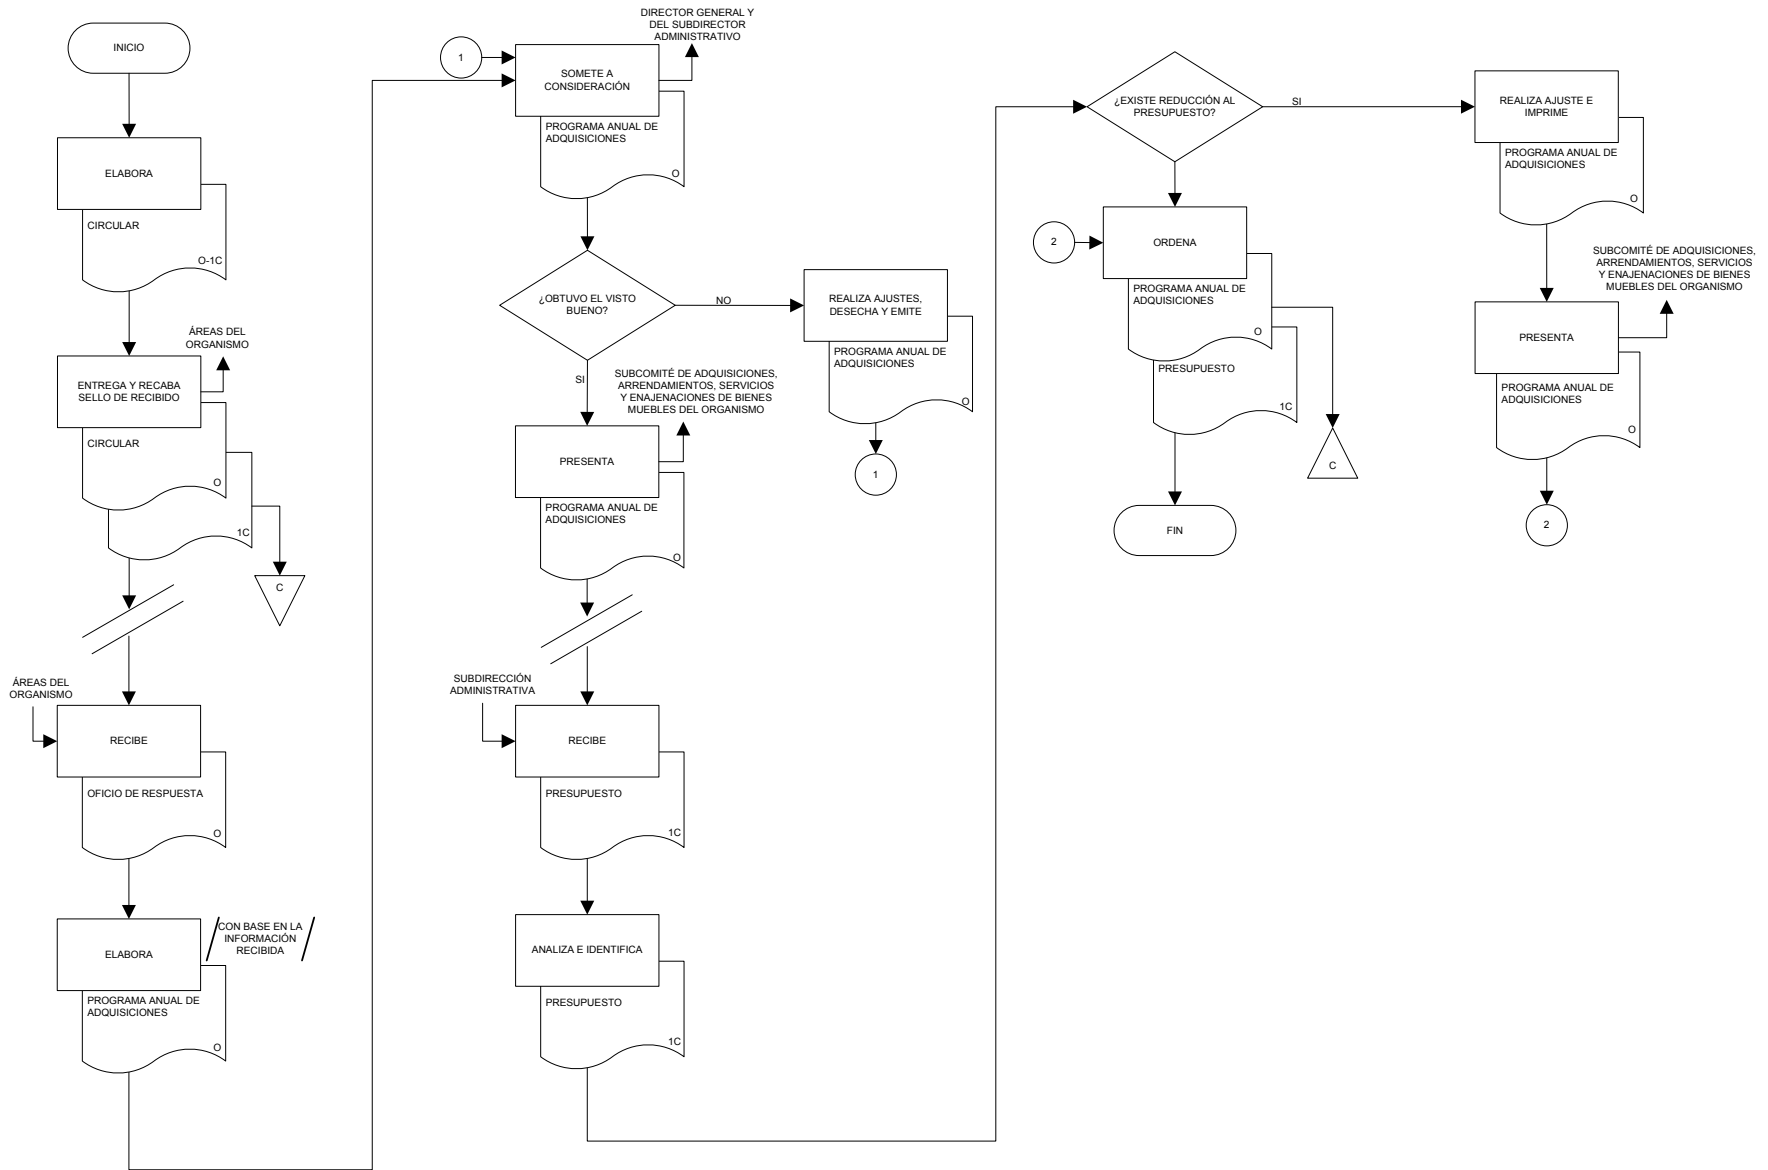 INICIO
ELABORA
CIRCULAR
O-1C
ÁREAS DEL
ORGANISMO
ENTREGA Y RECABA
SELLO DE RECIBIDO
CIRCULAR
O
1C
C
ÁREAS DEL
ORGANISMO
RECIBE
OFICIO DE RESPUESTA
O
ELABORA
CON BASE EN LA
INFORMACIÓN
RECIBIDA
PROGRAMA ANUAL DE
ADQUISICIONES
O
DIRECTOR GENERAL Y
DEL SUBDIRECTOR
ADMINISTRATIVO
1
SOMETE A
CONSIDERACIÓN
PROGRAMA ANUAL DE
ADQUISICIONES
O
¿OBTUVO EL VISTO
BUENO?
NO
REALIZA AJUSTES,
DESECHA Y EMITE
PROGRAMA ANUAL DE
ADQUISICIONES
O
1
SI
SUBCOMITÉ DE ADQUISICIONES,
ARRENDAMIENTOS, SERVICIOS
Y ENAJENACIONES DE BIENES
MUEBLES DEL ORGANISMO
PRESENTA
PROGRAMA ANUAL DE
ADQUISICIONES
O
SUBDIRECCIÓN
ADMINISTRATIVA
RECIBE
PRESUPUESTO
1C
ANALIZA E IDENTIFICA
PRESUPUESTO
1C
¿EXISTE REDUCCIÓN AL
PRESUPUESTO?
SI
2
ORDENA
PROGRAMA ANUAL DE
ADQUISICIONES
O
PRESUPUESTO
1C
C
FIN
REALIZA AJUSTE E
IMPRIME
PROGRAMA ANUAL DE
ADQUISICIONES
O
SUBCOMITÉ DE ADQUISICIONES,
ARRENDAMIENTOS, SERVICIOS
Y ENAJENACIONES DE BIENES
MUEBLES DEL ORGANISMO
PRESENTA
PROGRAMA ANUAL DE
ADQUISICIONES
O
2